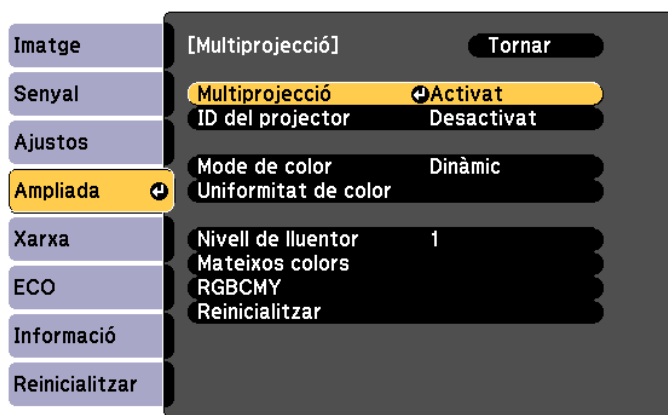 Imatge
Senyal
Ajustos
Ampliada
Xarxa
ECO
Informació
Reinicialitzar
[Multiprojecció] Tornar
Multiprojecció Activat
ID del projector Desactivat
Mode de color Dinàmic
Uniformitat de color
Nivell de lluentor 1
Mateixos colors
RGBCMY
Reinicialitzar